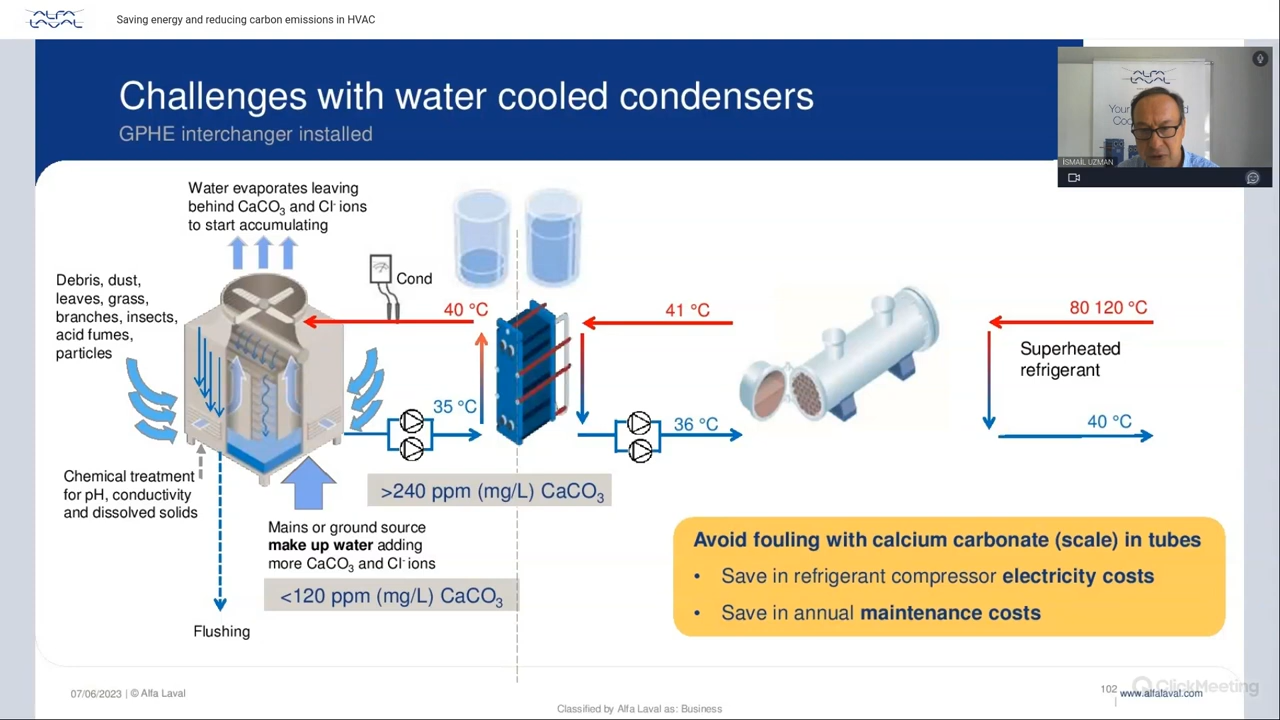 ALFA
LAVAL
Saving energy and reducing carbon emissions in HVAC
Challenges with water cooled condensers
GPHE interchanger installed
ALFA
LAVAL
İSMAİL UZMAN
Water evaporates leaving
behind CaCO3 and Cl- ions
to start accumulating
Debris, dust,
leaves, grass,
branches, insects,
acid fumes,
particles
Cond
40 °C
41 °C
80 120 °C
Superheated
refrigerant
35 °C
36 °C
40 °C
Chemical treatment
for pH, conductivity
and dissolved solids
>240 ppm (mg/L) CaCO3
Mains or ground source
make up water adding
more CaCO3 and Cl- ions
<120 ppm (mg/L) CaCO3
Flushing
Avoid fouling with calcium carbonate (scale) in tubes
• Save in refrigerant compressor electricity costs
• Save in annual maintenance costs
07/06/2023 | © Alfa Laval
102
|
www.alfalaval.com
ClickMeeting
Classified by Alfa Laval as: Business